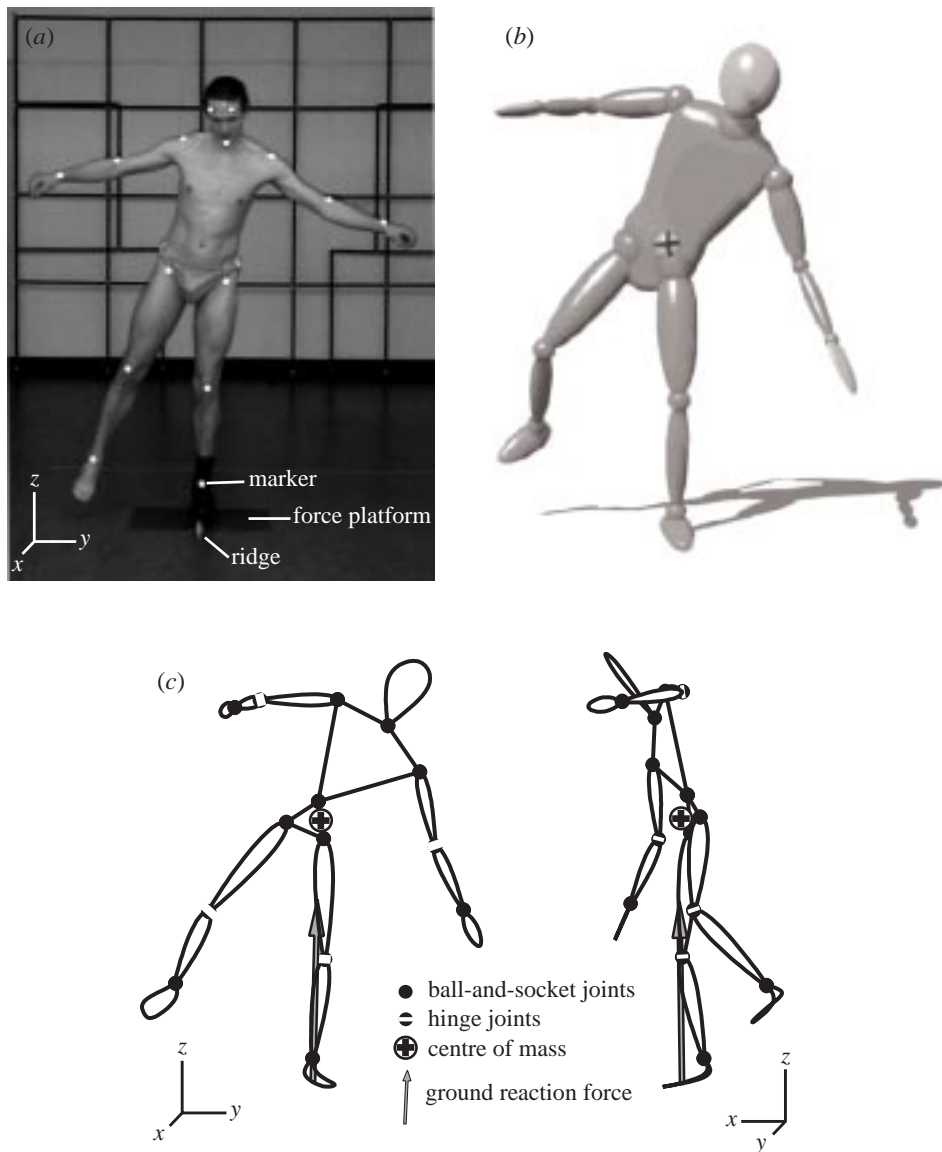 (a)
(b)
marker
force platform
ridge
z
y
x
(c)
ball-and-socket joints
hinge joints
centre of mass
ground reaction force
z
y
x
z
x
y